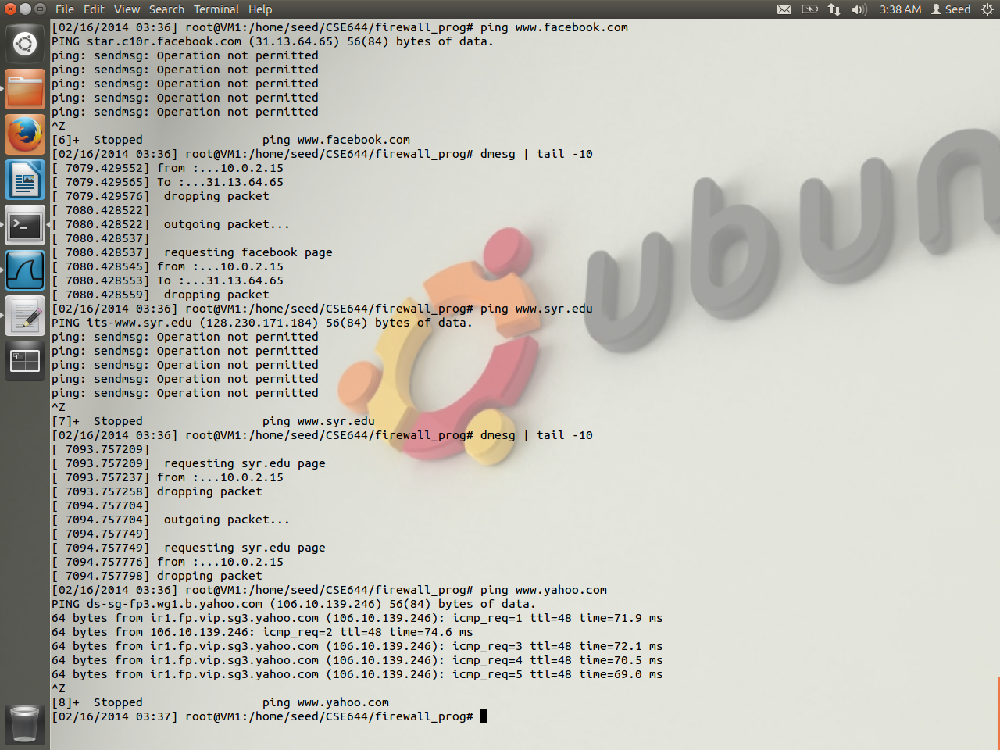 File Edit View Search Terminal Help 3:38 AM Seed
[02/16/2014 03:36] root@VM1:/home/seed/CSE644/firewall_prog# ping www.facebook.com
PING star.c10r.facebook.com (31.13.64.65) 56(84) bytes of data.
ping: sendmsg: Operation not permitted
ping: sendmsg: Operation not permitted
ping: sendmsg: Operation not permitted
ping: sendmsg: Operation not permitted
ping: sendmsg: Operation not permitted
^Z
[6]+  Stopped                 ping www.facebook.com
[02/16/2014 03:36] root@VM1:/home/seed/CSE644/firewall_prog# dmesg | tail -10
[ 7079.429552] from :...10.0.2.15
[ 7079.429565] To :...31.13.64.65
[ 7079.429576]  dropping packet
[ 7080.428522]
[ 7080.428522]  outgoing packet...
[ 7080.428537]
[ 7080.428537]  requesting facebook page
[ 7080.428545] from :...10.0.2.15
[ 7080.428553] To :...31.13.64.65
[ 7080.428559]  dropping packet
[02/16/2014 03:36] root@VM1:/home/seed/CSE644/firewall_prog# ping www.syr.edu
PING its-www.syr.edu (128.230.171.184) 56(84) bytes of data.
ping: sendmsg: Operation not permitted
ping: sendmsg: Operation not permitted
ping: sendmsg: Operation not permitted
ping: sendmsg: Operation not permitted
ping: sendmsg: Operation not permitted
^Z
[7]+  Stopped                 ping www.syr.edu
[02/16/2014 03:36] root@VM1:/home/seed/CSE644/firewall_prog# dmesg | tail -10
[ 7093.757209]
[ 7093.757209]  requesting syr.edu page
[ 7093.757237] from :...10.0.2.15
[ 7093.757258] dropping packet
[ 7094.757704]
[ 7094.757704]  outgoing packet...
[ 7094.757749]
[ 7094.757749]  requesting syr.edu page
[ 7094.757776] from :...10.0.2.15
[ 7094.757798] dropping packet
[02/16/2014 03:36] root@VM1:/home/seed/CSE644/firewall_prog# ping www.yahoo.com
PING ds-sg-fp3.wg1.b.yahoo.com (106.10.139.246) 56(84) bytes of data.
64 bytes from ir1.fp.vip.sg3.yahoo.com (106.10.139.246): icmp_req=1 ttl=48 time=71.9 ms
64 bytes from 106.10.139.246: icmp_req=2 ttl=48 time=74.6 ms
64 bytes from ir1.fp.vip.sg3.yahoo.com (106.10.139.246): icmp_req=3 ttl=48 time=72.1 ms
64 bytes from ir1.fp.vip.sg3.yahoo.com (106.10.139.246): icmp_req=4 ttl=48 time=70.5 ms
64 bytes from ir1.fp.vip.sg3.yahoo.com (106.10.139.246): icmp_req=5 ttl=48 time=69.0 ms
^Z
[8]+  Stopped                 ping www.yahoo.com
[02/16/2014 03:37] root@VM1:/home/seed/CSE644/firewall_prog#
ubun